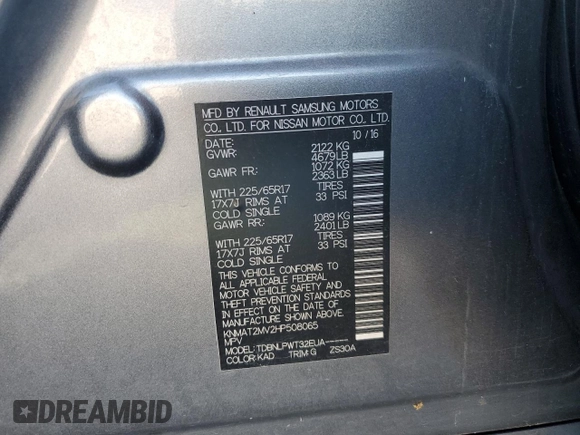 MFD BY RENAULT SAMSUNG MOTORS
CO., LTD. FOR NISSAN MOTOR CO., LTD.
DATE: 10 / 16
GVWR: 2122 KG
4679 LB
GAWR FR: 1072 KG
2363 LB
WITH 225/65R17 TIRES
17X7J RIMS AT 33 PSI
COLD SINGLE
GAWR RR: 1089 KG
2401 LB
WITH 225/65R17 TIRES
17X7J RIMS AT 33 PSI
COLD SINGLE
THIS VEHICLE CONFORMS TO
ALL APPLICABLE FEDERAL
MOTOR VEHICLE SAFETY AND
THEFT PREVENTION STANDARDS
IN EFFECT ON THE DATE OF
MANUFACTURE SHOWN ABOVE.
KNMAT2MV2HP508065
MPV
MODEL: TDBNLPWT32EUA-----
COLOR: KAD TRIM: G ZS30A
DREAMBID